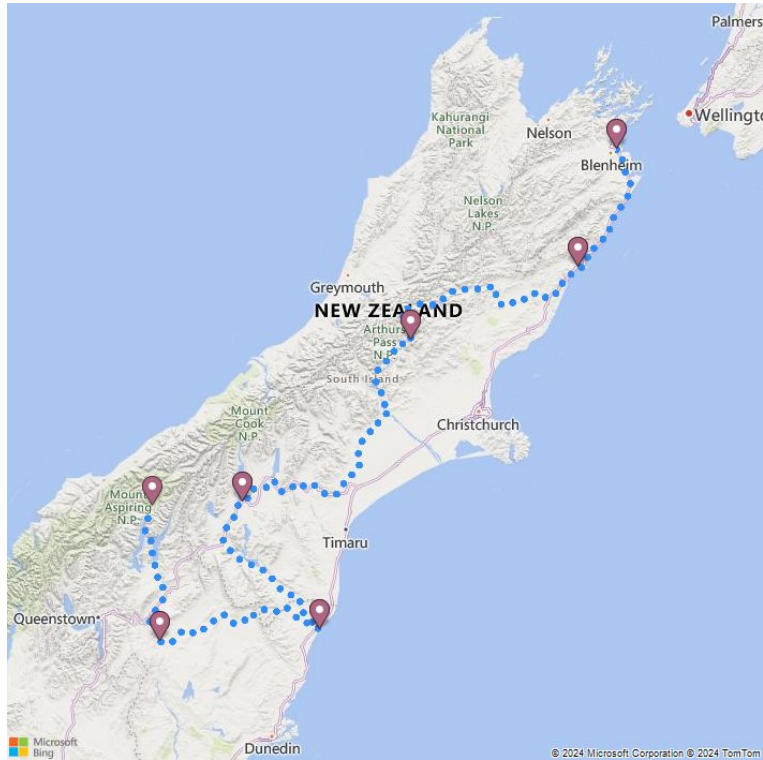 Palmers
Wellingto
Kahurangi
National
Park
Nelson
Blenheim
Nelson
Lakes
N.P.
Greymouth
NEW ZEALAND
Arthur's
Pass
N.P.
South Island
Mount
Cook
N.P.
Christchurch
Mount
Aspiring
N.P.
Timaru
Queenstown
Dunedin
Microsoft
Bing
© 2024 Microsoft Corporation © 2024 TomTom